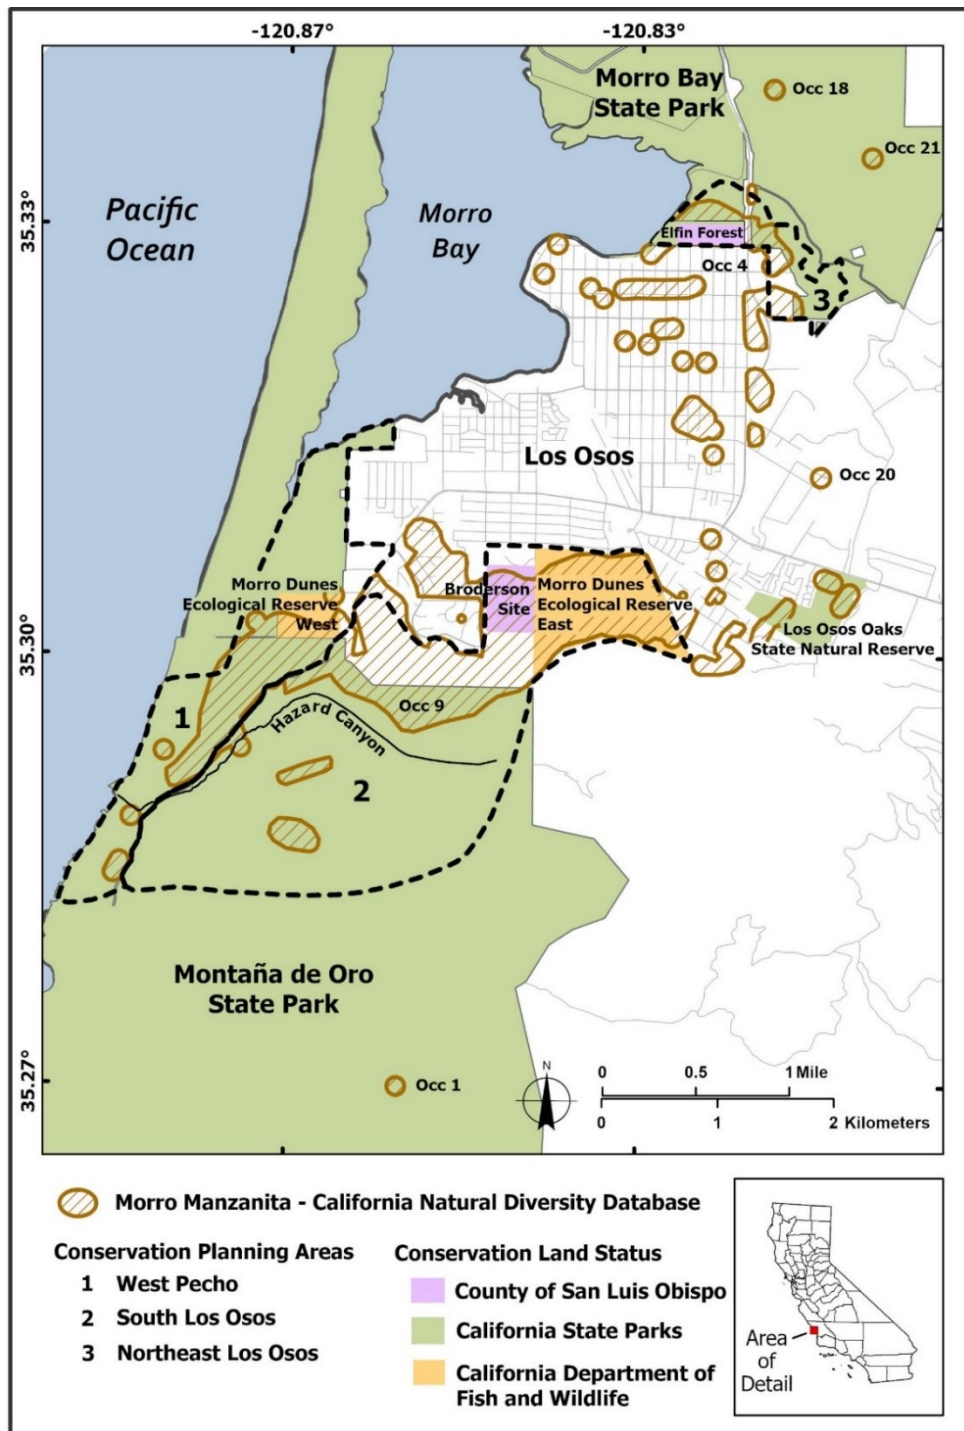 -120.87°
-120.83°
Morro Bay
State Park
Occ 18
Occ 21
35.33°
Pacific
Ocean
Morro
Bay
Elfin Forest
Occ 4
3
Los Osos
Occ 20
Morro Dunes
Ecological Reserve
West
Broderson
Site
Morro Dunes
Ecological Reserve
East
35.30°
Los Osos Oaks
State Natural Reserve
1
Occ 9
Hazard Canyon
2
Montaña de Oro
State Park
35.27°
Occ 1
N
0 0.5 1 Mile
0 1 2 Kilometers
Morro Manzanita - California Natural Diversity Database
Conservation Planning Areas
1 West Pecho
2 South Los Osos
3 Northeast Los Osos
Conservation Land Status
County of San Luis Obispo
California State Parks
California Department of
Fish and Wildlife
Area
of
Detail